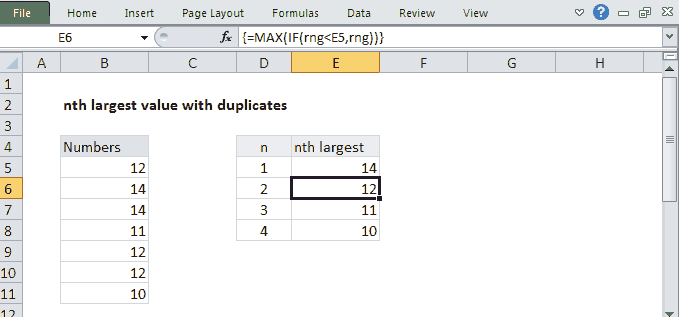 File Home Insert Page Layout Formulas Data Review View
E6 fx {=MAX(IF(rng<E5,rng))}
A B C D E F G H
1
2 nth largest value with duplicates
3
4 Numbers n nth largest
5 12 1 14
6 14 2 12
7 14 3 11
8 11 4 10
9 12
10 12
11 10
12